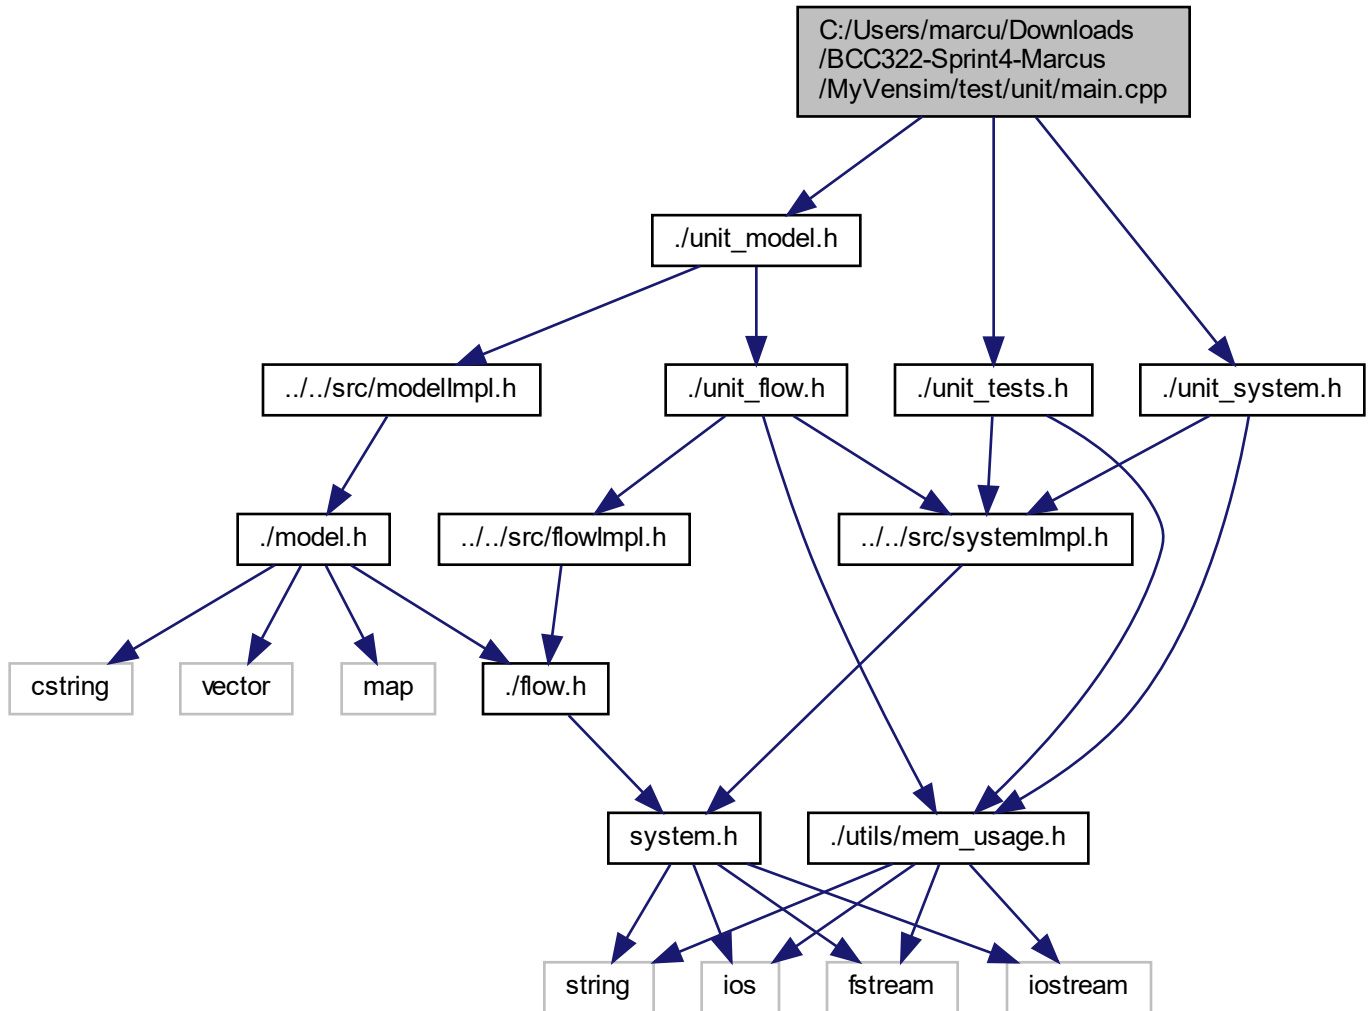 C:/Users/marcu/Downloads
/BCC322-Sprint4-Marcus
/MyVensim/test/unit/main.cpp
./unit_model.h
../../src/modelImpl.h
./unit_flow.h
./unit_tests.h
./unit_system.h
./model.h
../../src/flowImpl.h
../../src/systemImpl.h
cstring
vector
map
./flow.h
system.h
./utils/mem_usage.h
string
ios
fstream
iostream